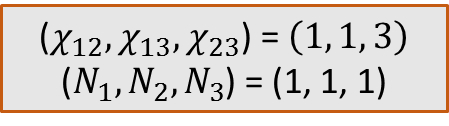 (χ₁₂, χ₁₃, χ₂₃) = (1, 1, 3)
(N₁, N₂, N₃) = (1, 1, 1)